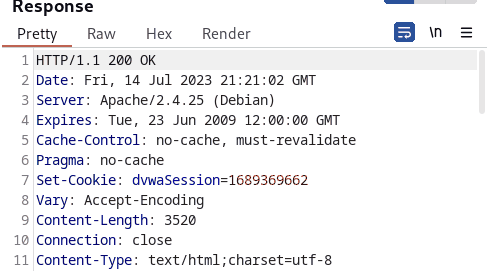 Response
Pretty Raw Hex Render \n
1 HTTP/1.1 200 OK
2 Date: Fri, 14 Jul 2023 21:21:02 GMT
3 Server: Apache/2.4.25 (Debian)
4 Expires: Tue, 23 Jun 2009 12:00:00 GMT
5 Cache-Control: no-cache, must-revalidate
6 Pragma: no-cache
7 Set-Cookie: dvwaSession=1689369662
8 Vary: Accept-Encoding
9 Content-Length: 3520
10 Connection: close
11 Content-Type: text/html;charset=utf-8